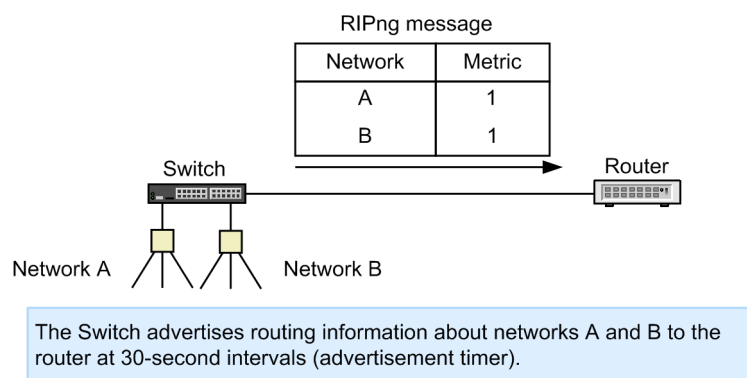 RIPng message
Network Metric
A 1
B 1
Switch
Router
Network A
Network B
The Switch advertises routing information about networks A and B to the
router at 30-second intervals (advertisement timer).